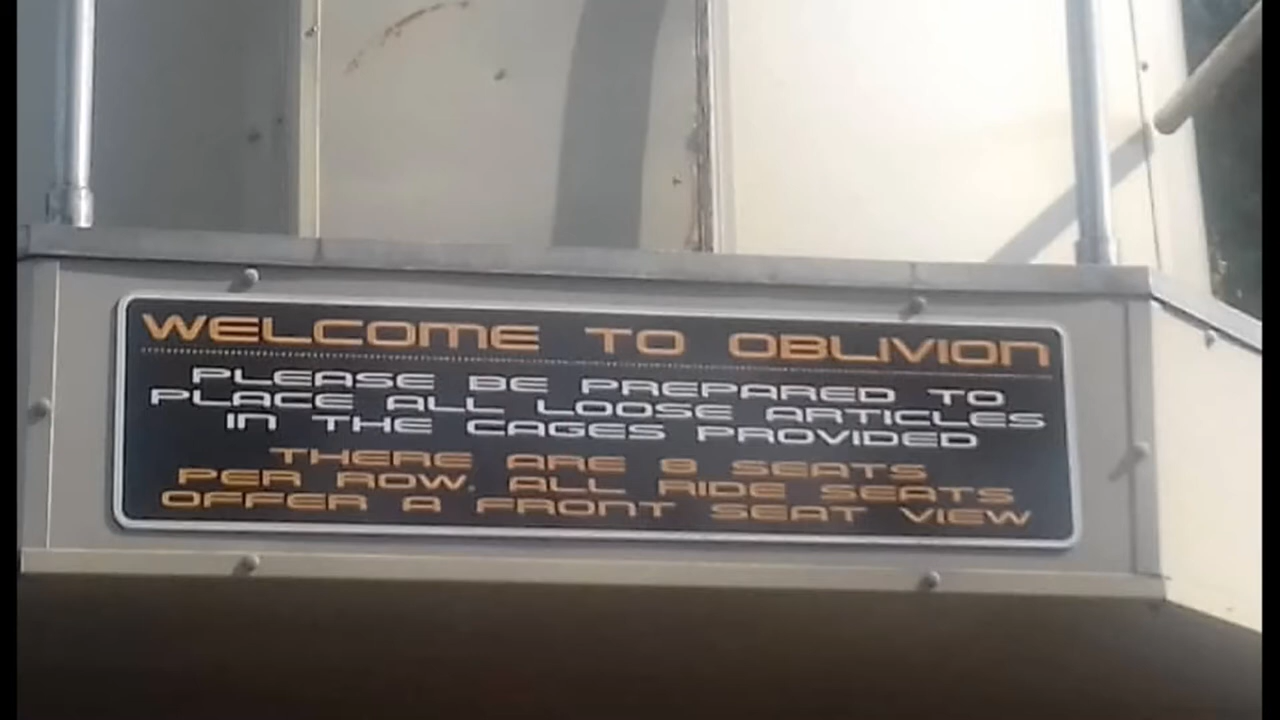 WELCOME TO OBLIVION
PLEASE BE PREPARED TO
PLACE ALL LOOSE ARTICLES
IN THE CAGES PROVIDED
THERE ARE 8 SEATS
PER ROW. ALL RIDE SEATS
OFFER A FRONT SEAT VIEW